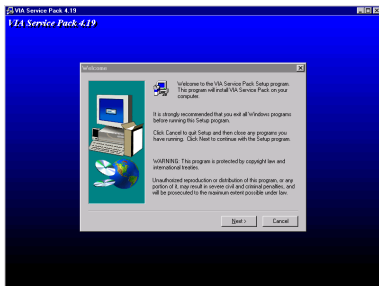 VIA Service Pack 4.19
VIA Service Pack 4.19
Welcome
Welcome to the VIA Service Pack Setup program.
This program will install VIA Service Pack on your
computer.
It is strongly recommended that you exit all Windows programs
before running this Setup program.
Click Cancel to quit Setup and then close any programs you
have running. Click Next to continue with the Setup program.
WARNING: This program is protected by copyright law and
international treaties.
Unauthorized reproduction or distribution of this program, or any
portion of it, may result in severe civil and criminal penalties, and
will be prosecuted to the maximum extent possible under law.
Next >
Cancel